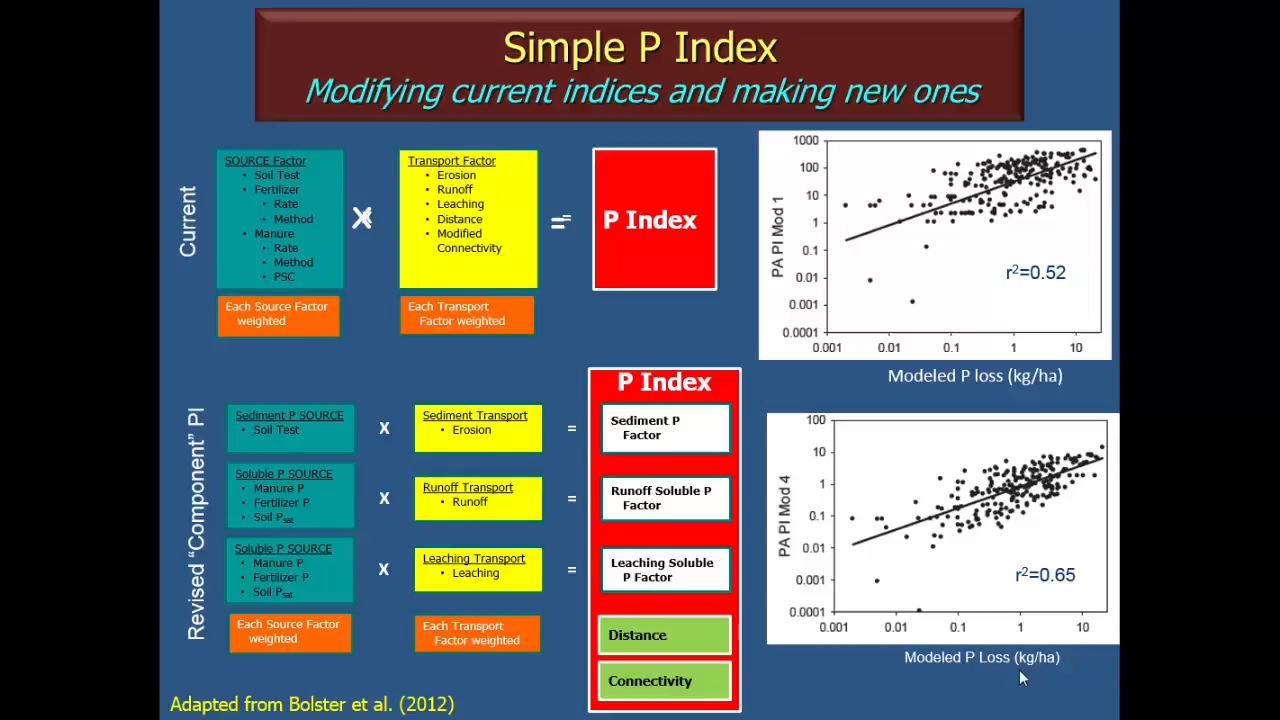 Simple P Index
Modifying current indices and making new ones
Current
SOURCE Factor
• Soil Test
• Fertilizer
• Rate
• Method
• Manure
• Rate
• Method
• PSC
Each Source Factor
weighted
X
Transport Factor
• Erosion
• Runoff
• Leaching
• Distance
• Modified
Connectivity
Each Transport
Factor weighted
=
P Index
PA PI Mod 1
1000
100
10
1
0.1
0.01
0.001
0.0001
r²=0.52
0.001 0.01 0.1 1 10
Modeled P loss (kg/ha)
Revised "Component" PI
P Index
Sediment P SOURCE
• Soil Test
X
Sediment Transport
• Erosion
=
Sediment P
Factor
Soluble P SOURCE
• Manure P
• Fertilizer P
• Soil Psat
X
Runoff Transport
• Runoff
=
Runoff Soluble P
Factor
Soluble P SOURCE
• Manure P
• Fertilizer P
• Soil Psat
X
Leaching Transport
• Leaching
=
Leaching Soluble
P Factor
Each Source Factor
weighted
Each Transport
Factor weighted
Distance
Connectivity
PA PI Mod 4
100
10
1
0.1
0.01
0.001
0.0001
r²=0.65
0.001 0.01 0.1 1 10
Modeled P Loss (kg/ha)
Adapted from Bolster et al. (2012)